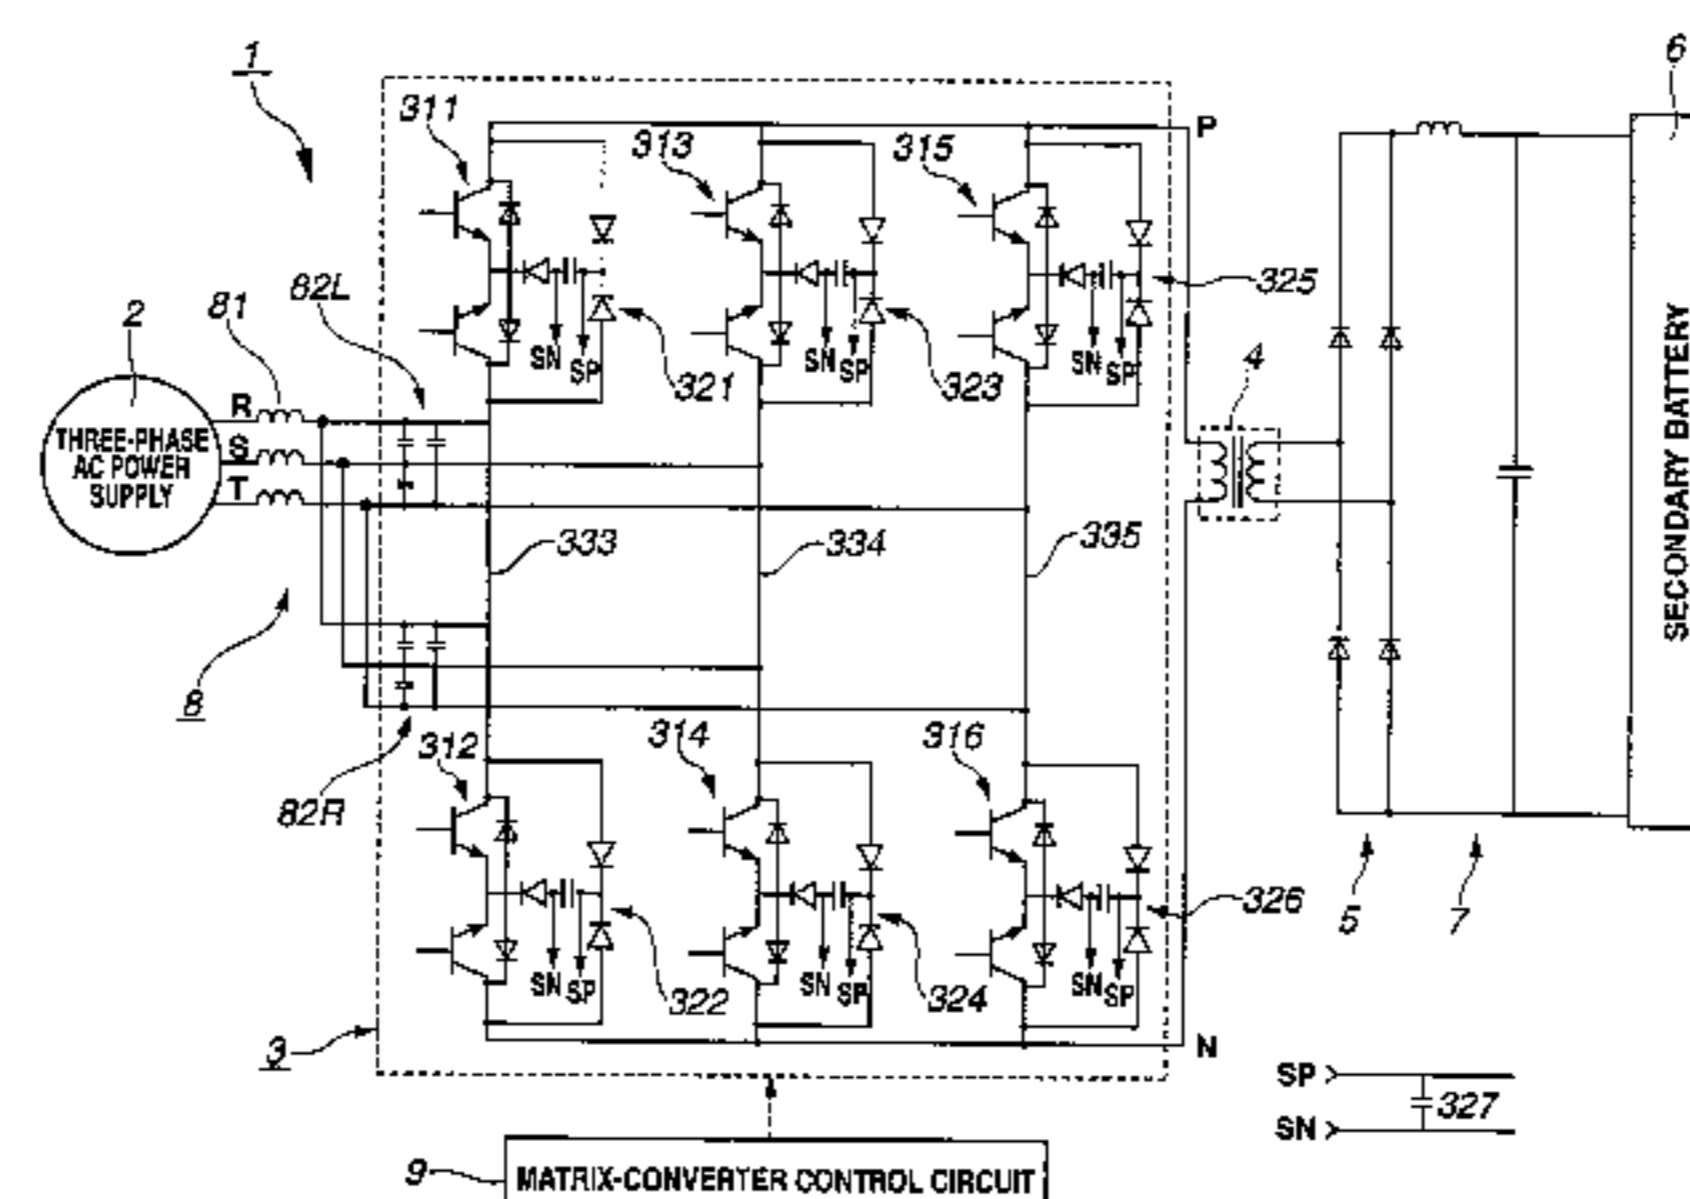 1
6
311
P
313
315
325
82L
81
2
SN
SP
321
SN
SP
323
SN
SP
4
R
THREE-PHASE
AC POWER
SUPPLY
S
T
SECONDARY BATTERY
333
334
335
8
312
314
316
82R
326
5
7
SN
SP
322
SN
SP
324
SN
SP
3
N
SP
327
SN
9
MATRIX-CONVERTER CONTROL CIRCUIT